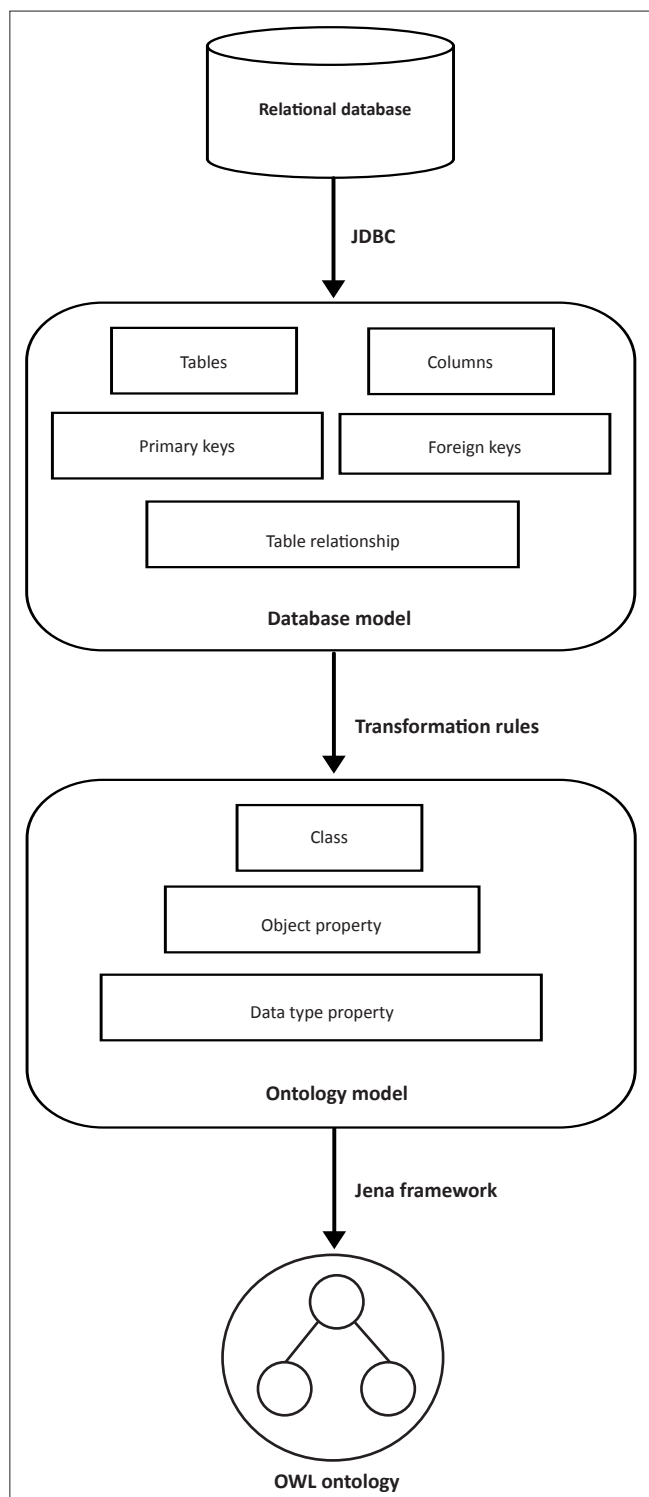 Relational database
JDBC
Tables
Columns
Primary keys
Foreign keys
Table relationship
Database model
Transformation rules
Class
Object property
Data type property
Ontology model
Jena framework
OWL ontology